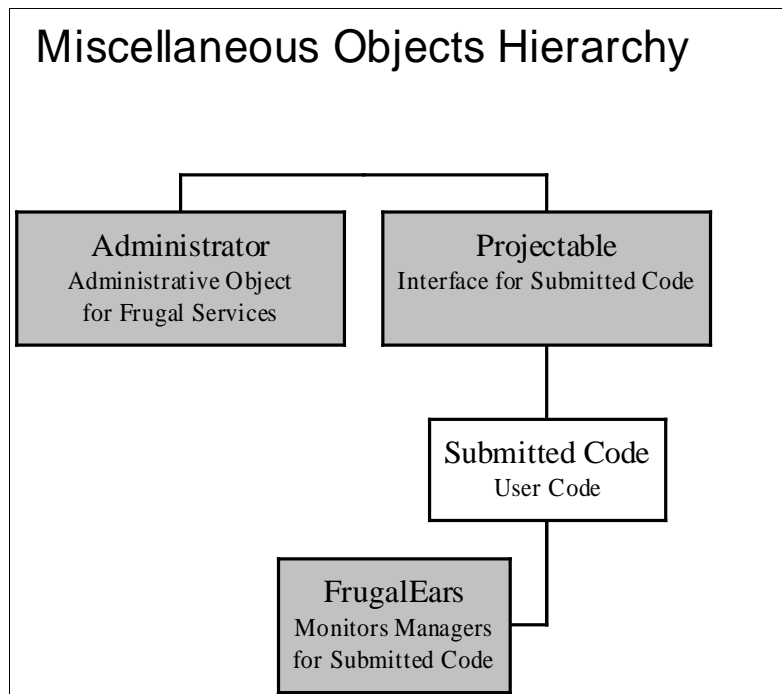 Miscellaneous Objects Hierarchy
Administrator
Administrative Object
for Frugal Services
Projectable
Interface for Submitted Code
Submitted Code
User Code
FrugalEars
Monitors Managers
for Submitted Code